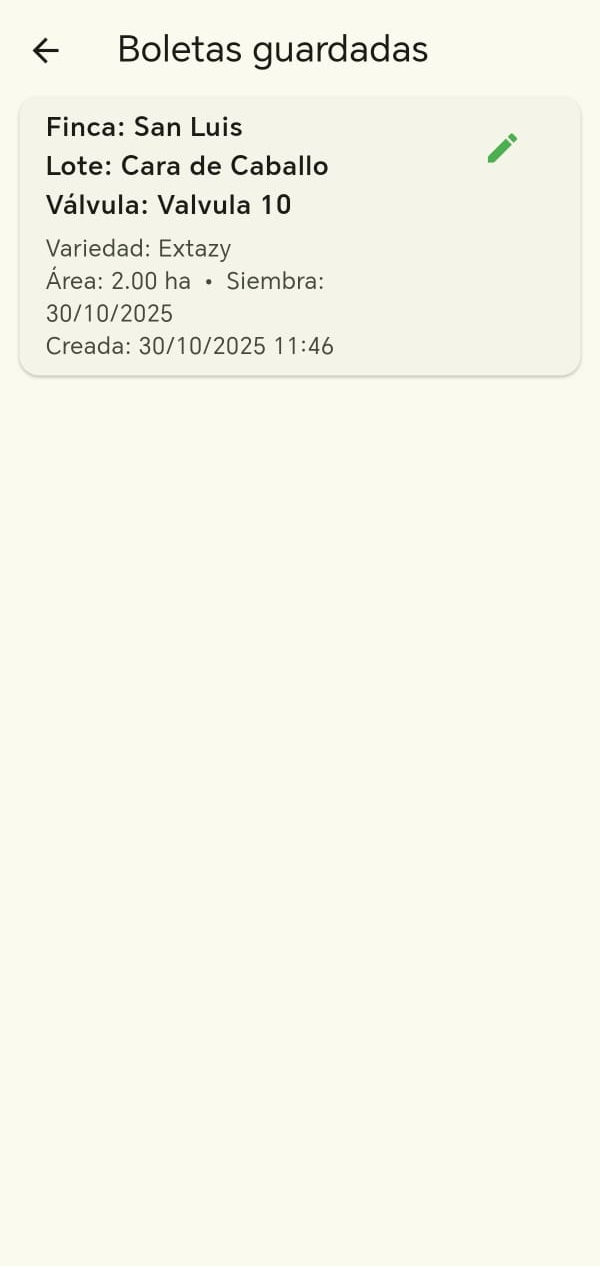 Boletas guardadas
Finca: San Luis
Lote: Cara de Caballo
Válvula: Valvula 10
Variedad: Extazy
Área: 2.00 ha • Siembra:
30/10/2025
Creada: 30/10/2025 11:46